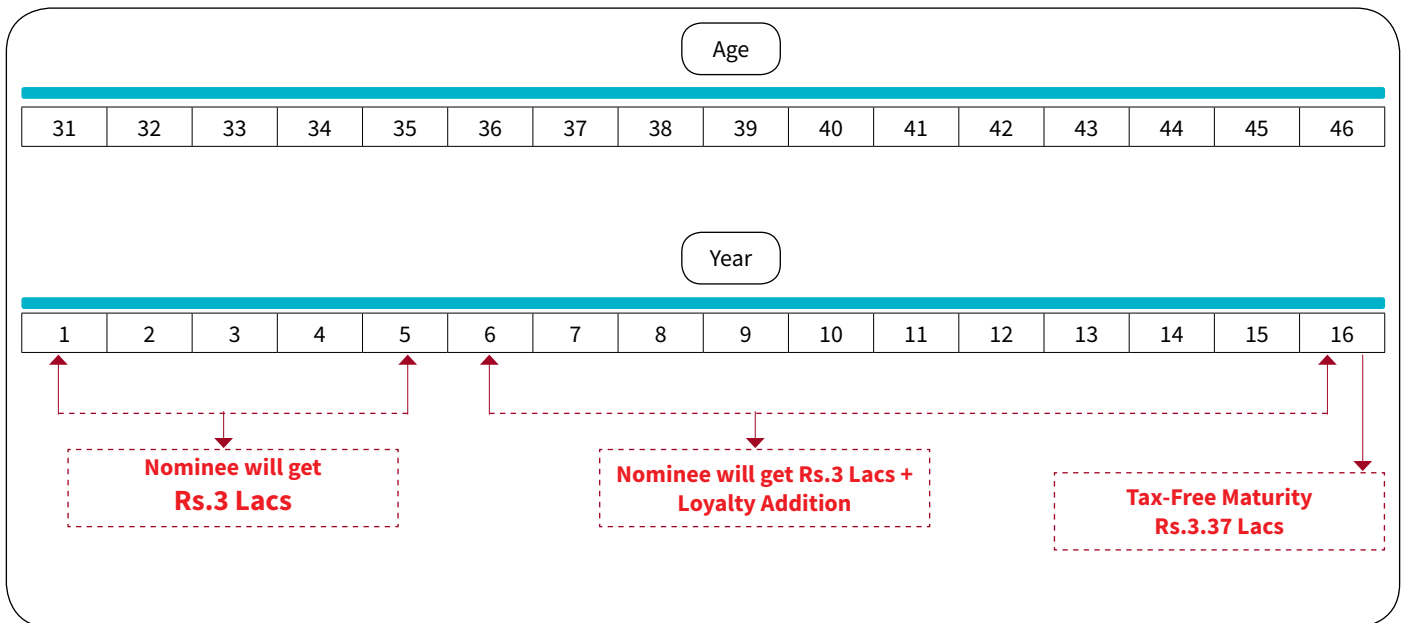 Age
31 32 33 34 35 36 37 38 39 40 41 42 43 44 45 46
Year
1 2 3 4 5 6 7 8 9 10 11 12 13 14 15 16
Nominee will get
Rs.3 Lacs
Nominee will get Rs.3 Lacs +
Loyalty Addition
Tax-Free Maturity
Rs.3.37 Lacs